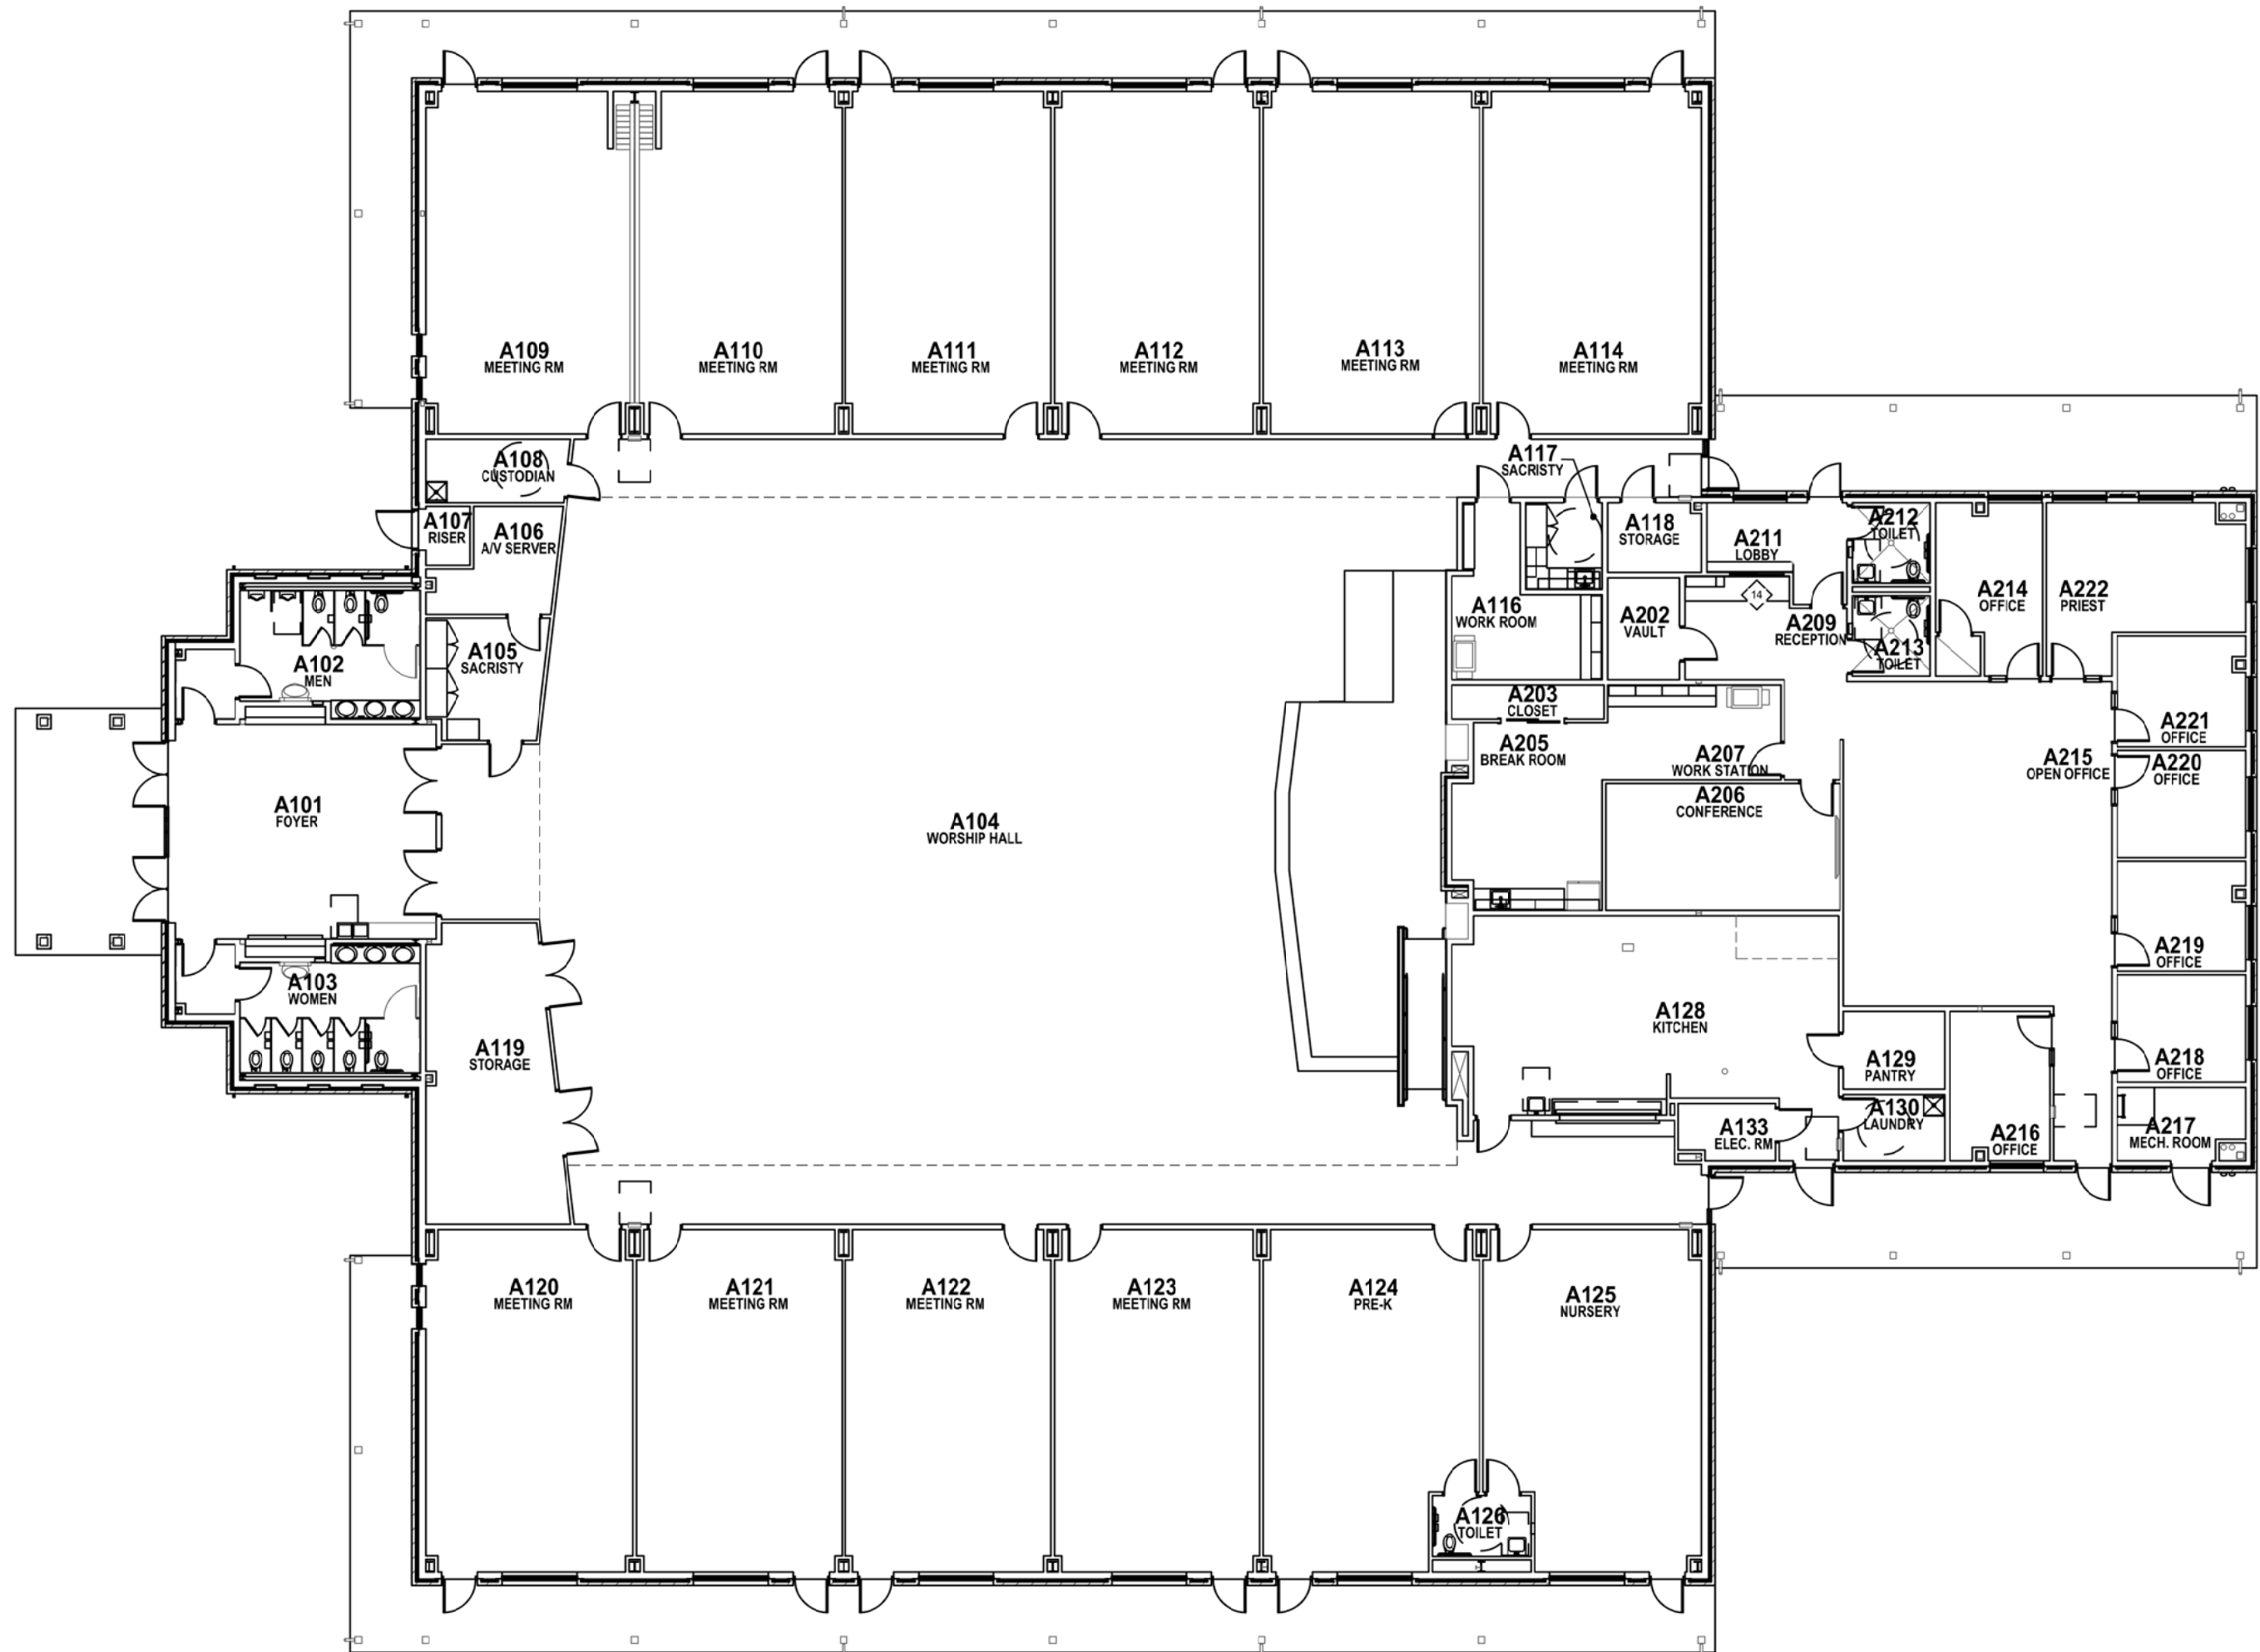 A109
MEETING RM
A110
MEETING RM
A111
MEETING RM
A112
MEETING RM
A113
MEETING RM
A114
MEETING RM
A108
CUSTODIAN
A117
SACRISTY
A107
RISER
A106
A/V SERVER
A118
STORAGE
A211
LOBBY
A212
TOILET
A214
OFFICE
A222
PRIEST
14
A116
WORK ROOM
A202
VAULT
A209
RECEPTION
A213
TOILET
A102
MEN
A105
SACRISTY
A203
CLOSET
A205
BREAK ROOM
A207
WORK STATION
A215
OPEN OFFICE
A221
OFFICE
A220
OFFICE
A101
FOYER
A104
WORSHIP HALL
A206
CONFERENCE
A219
OFFICE
A103
WOMEN
A128
KITCHEN
A119
STORAGE
A129
PANTRY
A218
OFFICE
A133
ELEC. RM
A130
LAUNDRY
A216
OFFICE
A217
MECH. ROOM
A120
MEETING RM
A121
MEETING RM
A122
MEETING RM
A123
MEETING RM
A124
PRE-K
A125
NURSERY
A126
TOILET